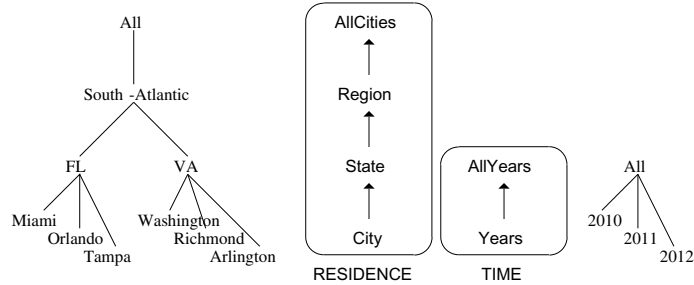 All
South -Atlantic
FL
VA
Miami
Orlando
Tampa
Washington
Richmond
Arlington
AllCities
Region
State
City
RESIDENCE
AllYears
Years
TIME
All
2010
2011
2012